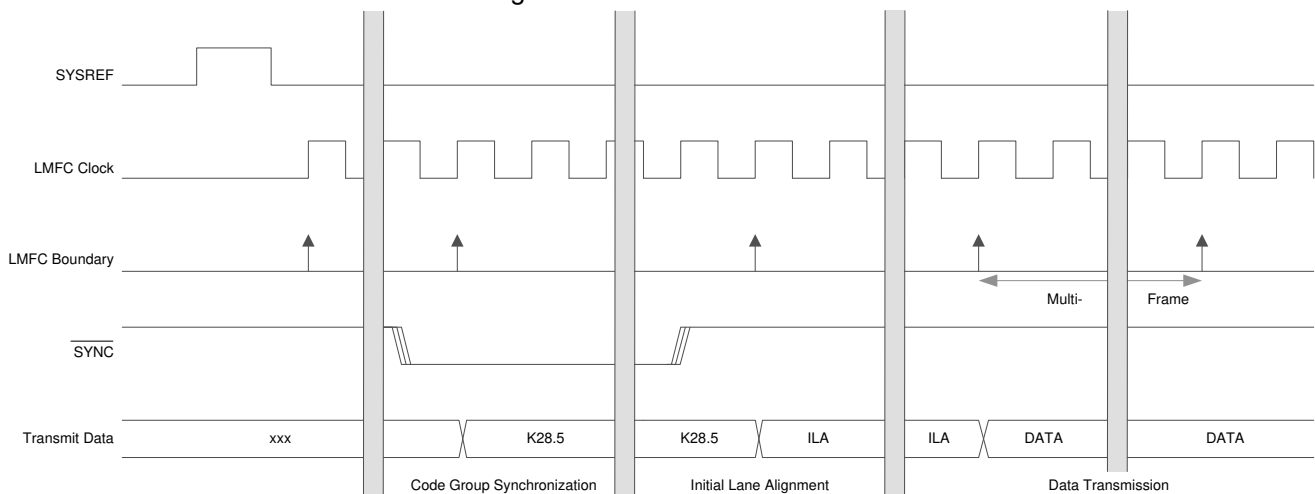 g
SYSREF
LMFC Clock
LMFC Boundary
Multi- Frame
SYNC
Transmit Data xxx K28.5 K28.5 ILA ILA DATA DATA
Code Group Synchronization Initial Lane Alignment Data Transmission